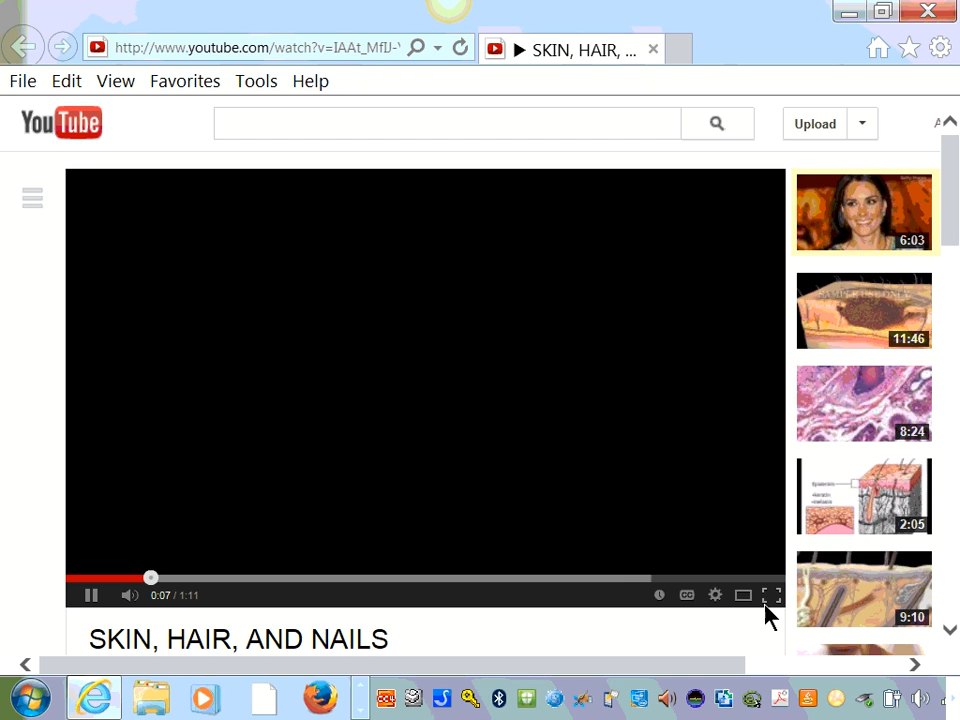 http://www.youtube.com/watch?v=IAAt_MfIJ-
SKIN, HAIR, ...
File Edit View Favorites Tools Help
YouTube
Upload
6:03
11:46
8:24
2:05
9:10
0:07 / 1:11
CC
SKIN, HAIR, AND NAILS